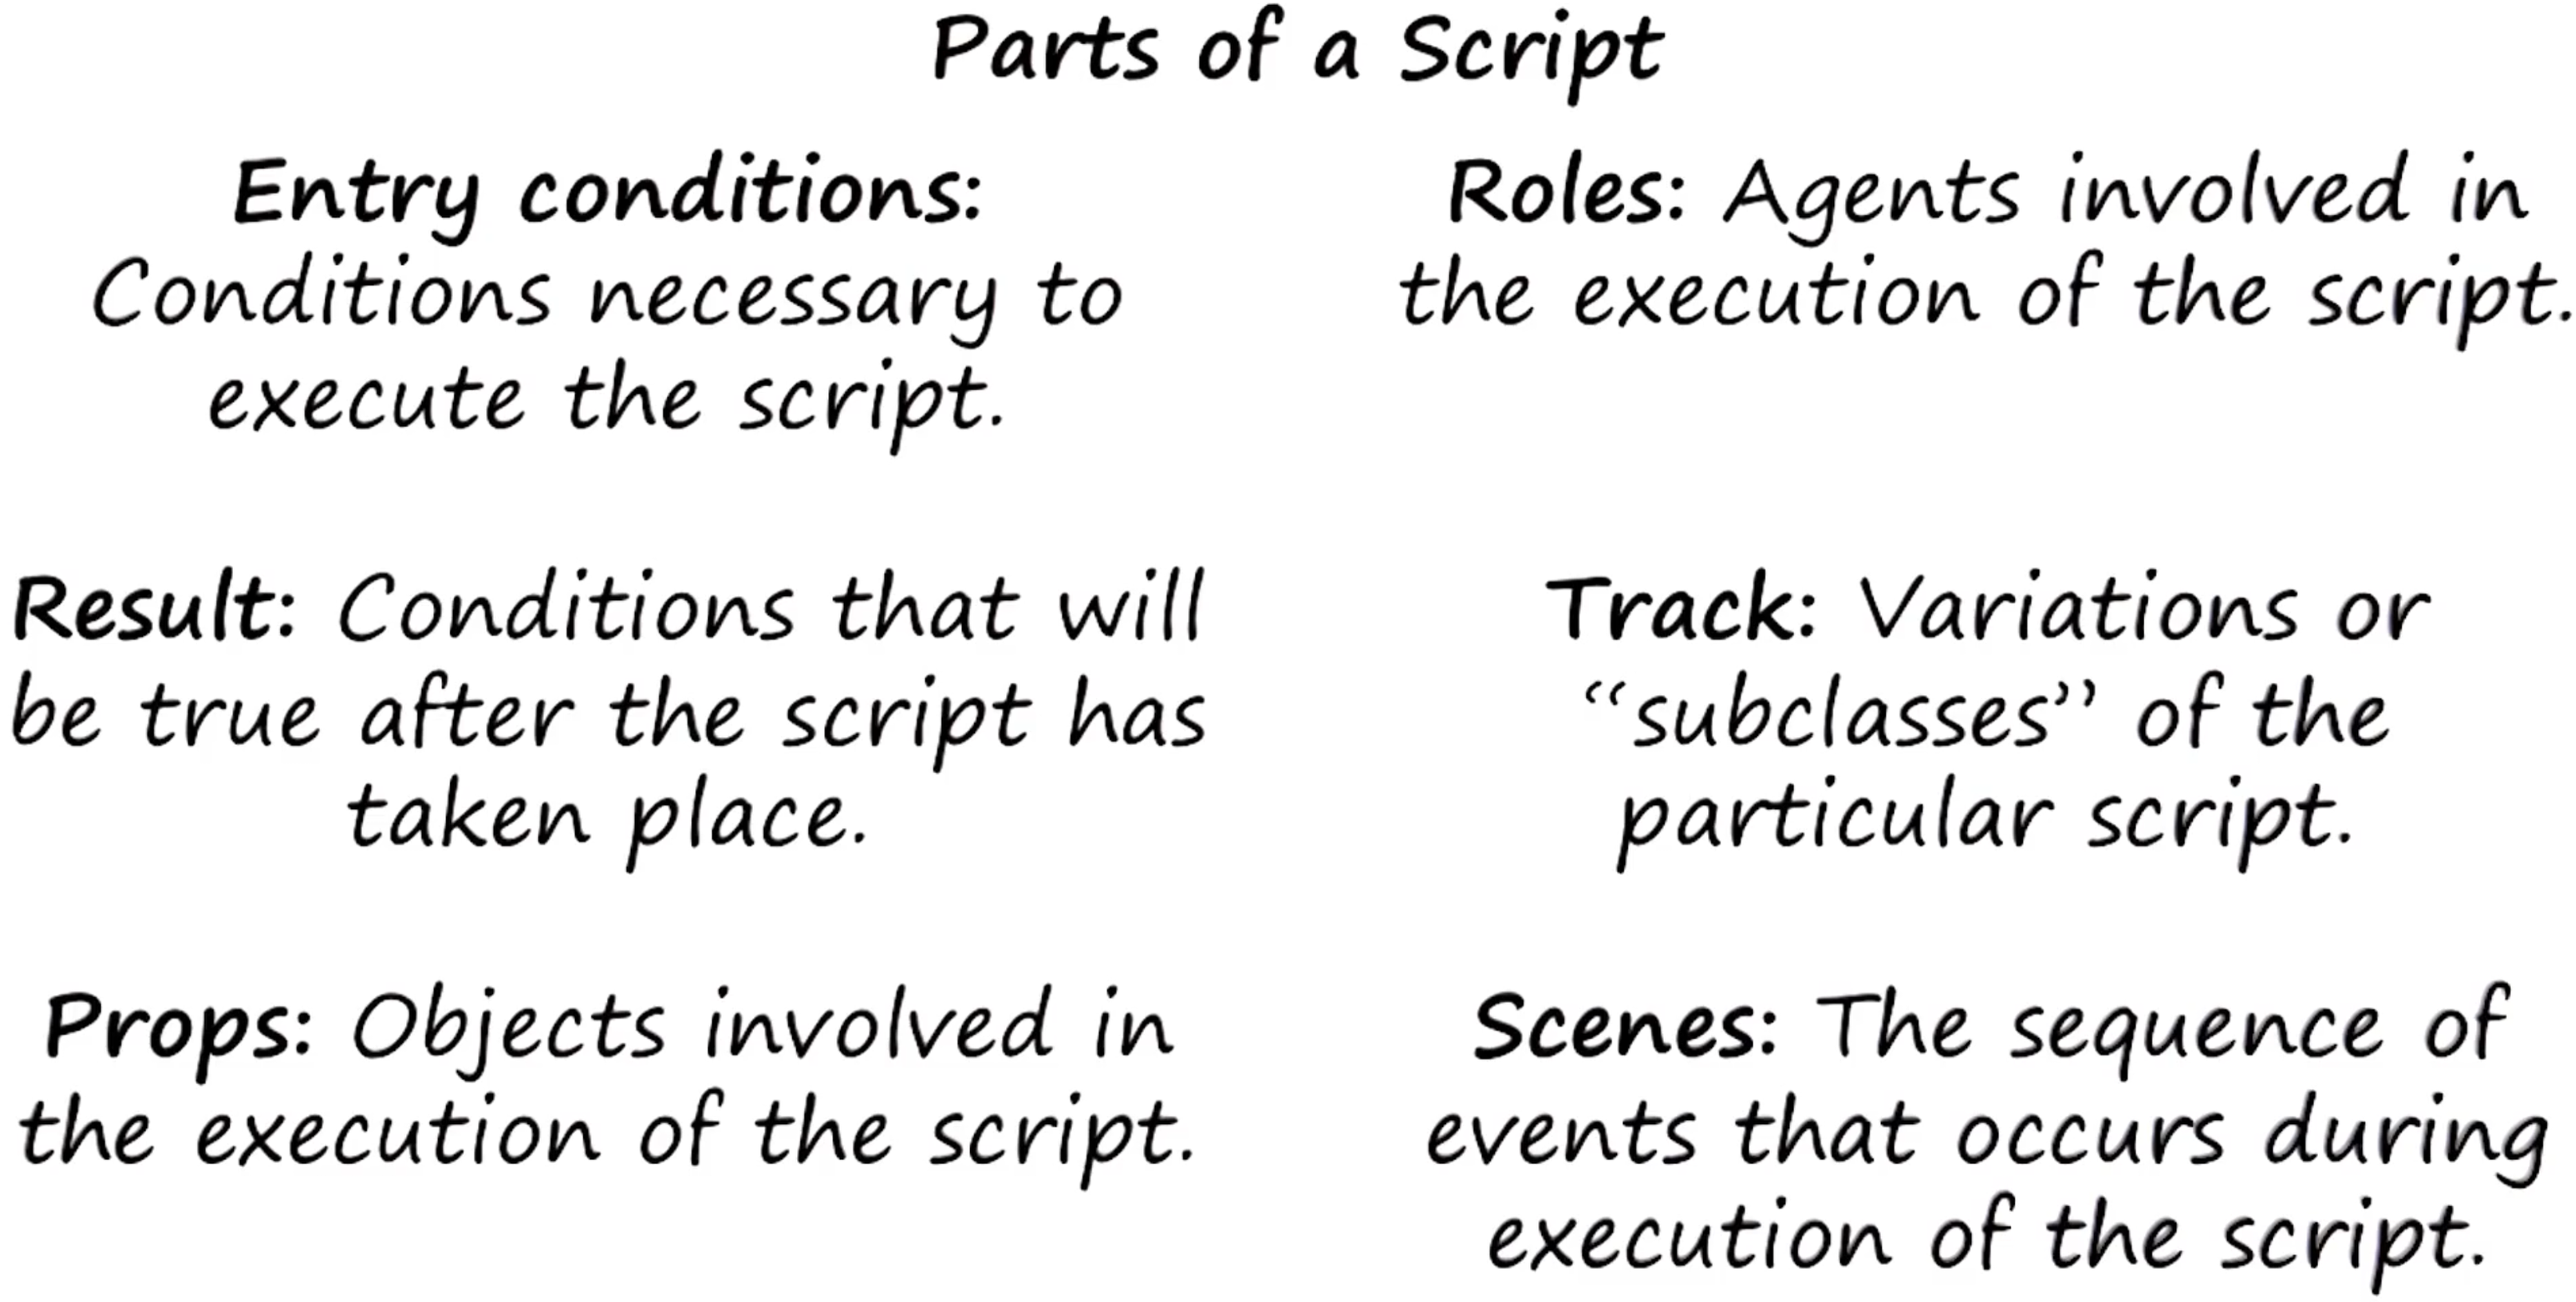 Parts of a Script
Entry conditions:
Conditions necessary to
execute the script.
Roles: Agents involved in
the execution of the script.
Result: Conditions that will
be true after the script has
taken place.
Track: Variations or
“subclasses” of the
particular script.
Props: Objects involved in
the execution of the script.
Scenes: The sequence of
events that occurs during
execution of the script.